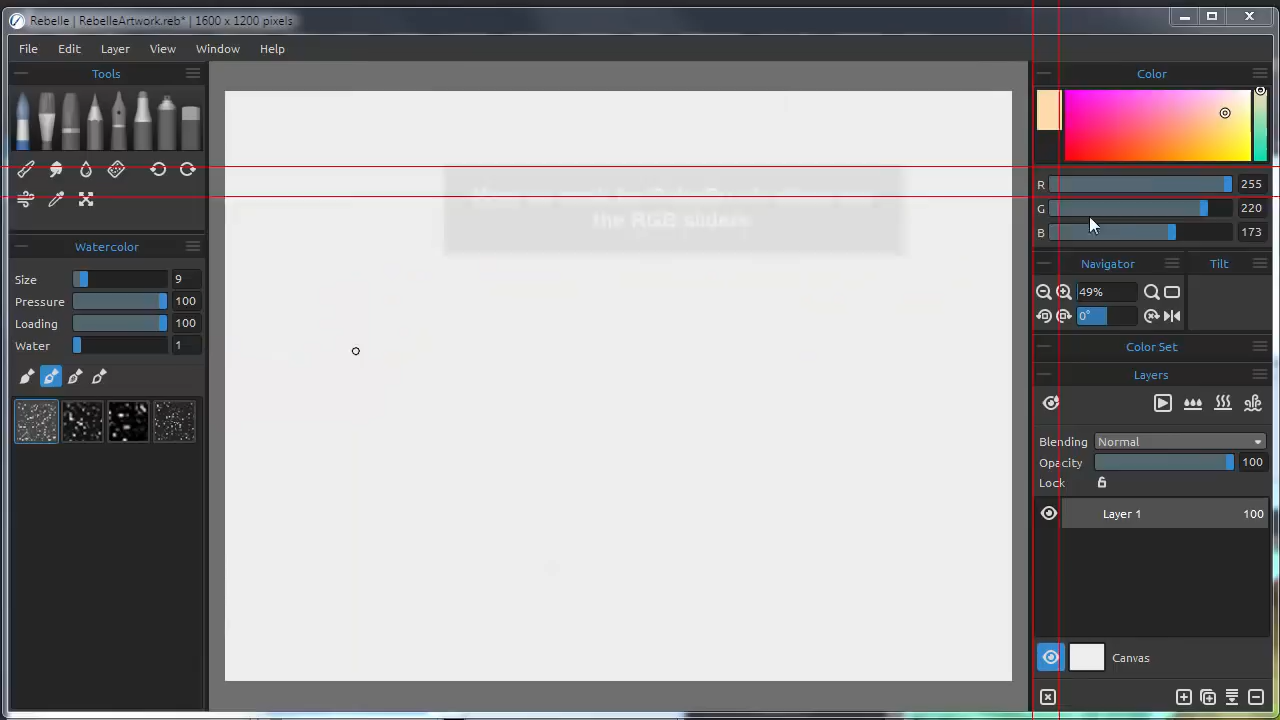 Rebelle | RebelleArtwork.reb* | 1600 x 1200 pixels
File Edit Layer View Window Help
Tools
Color
the RGB sliders
R 255
G 220
B 173
Watercolor
Size 9
Pressure 100
Loading 100
Water 1
Navigator Tilt
49%
0°
Color Set
Layers
Blending Normal
Opacity 100
Lock
Layer 1 100
Canvas